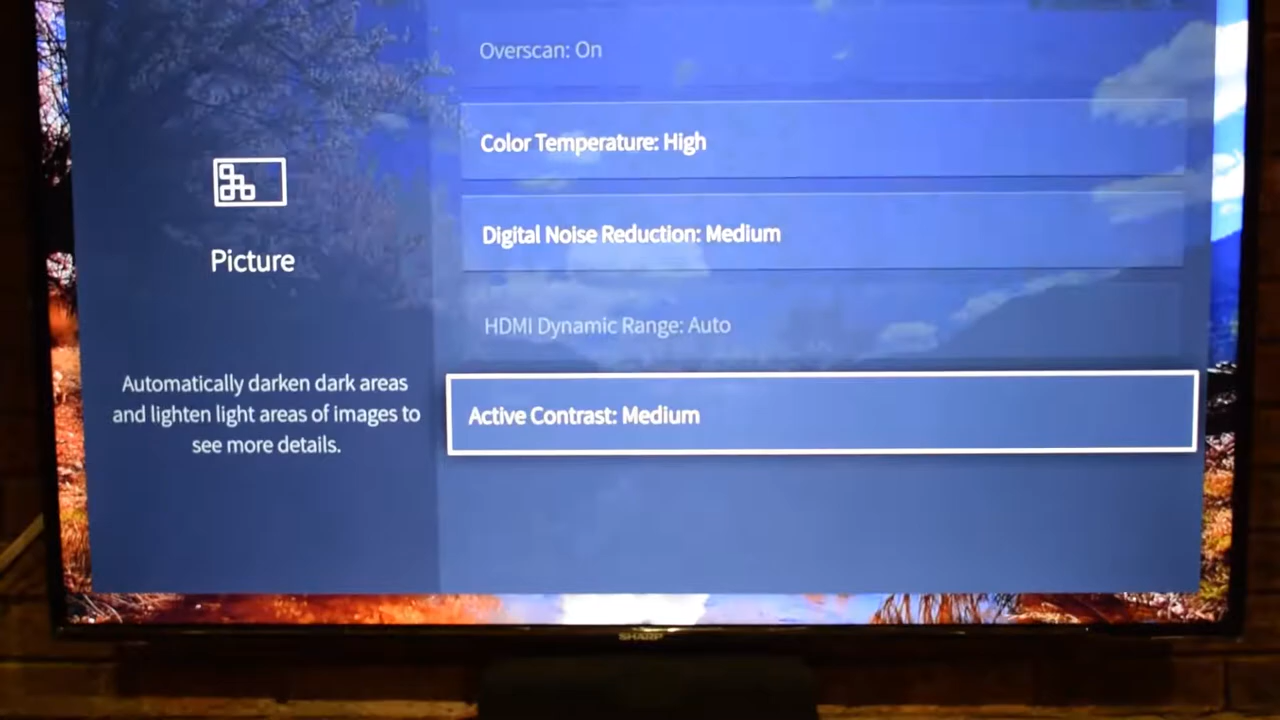 Overscan: On
Color Temperature: High
Digital Noise Reduction: Medium
Picture
HDMI Dynamic Range: Auto
Automatically darken dark areas
and lighten light areas of images to
see more details.
Active Contrast: Medium
SHARP